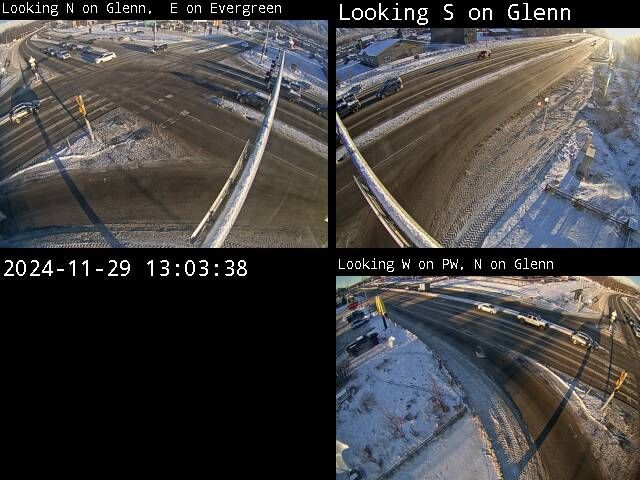 Looking N on Glenn,  E on Evergreen
Looking S on Glenn
2024-11-29 13:03:38
Looking W on PW, N on Glenn